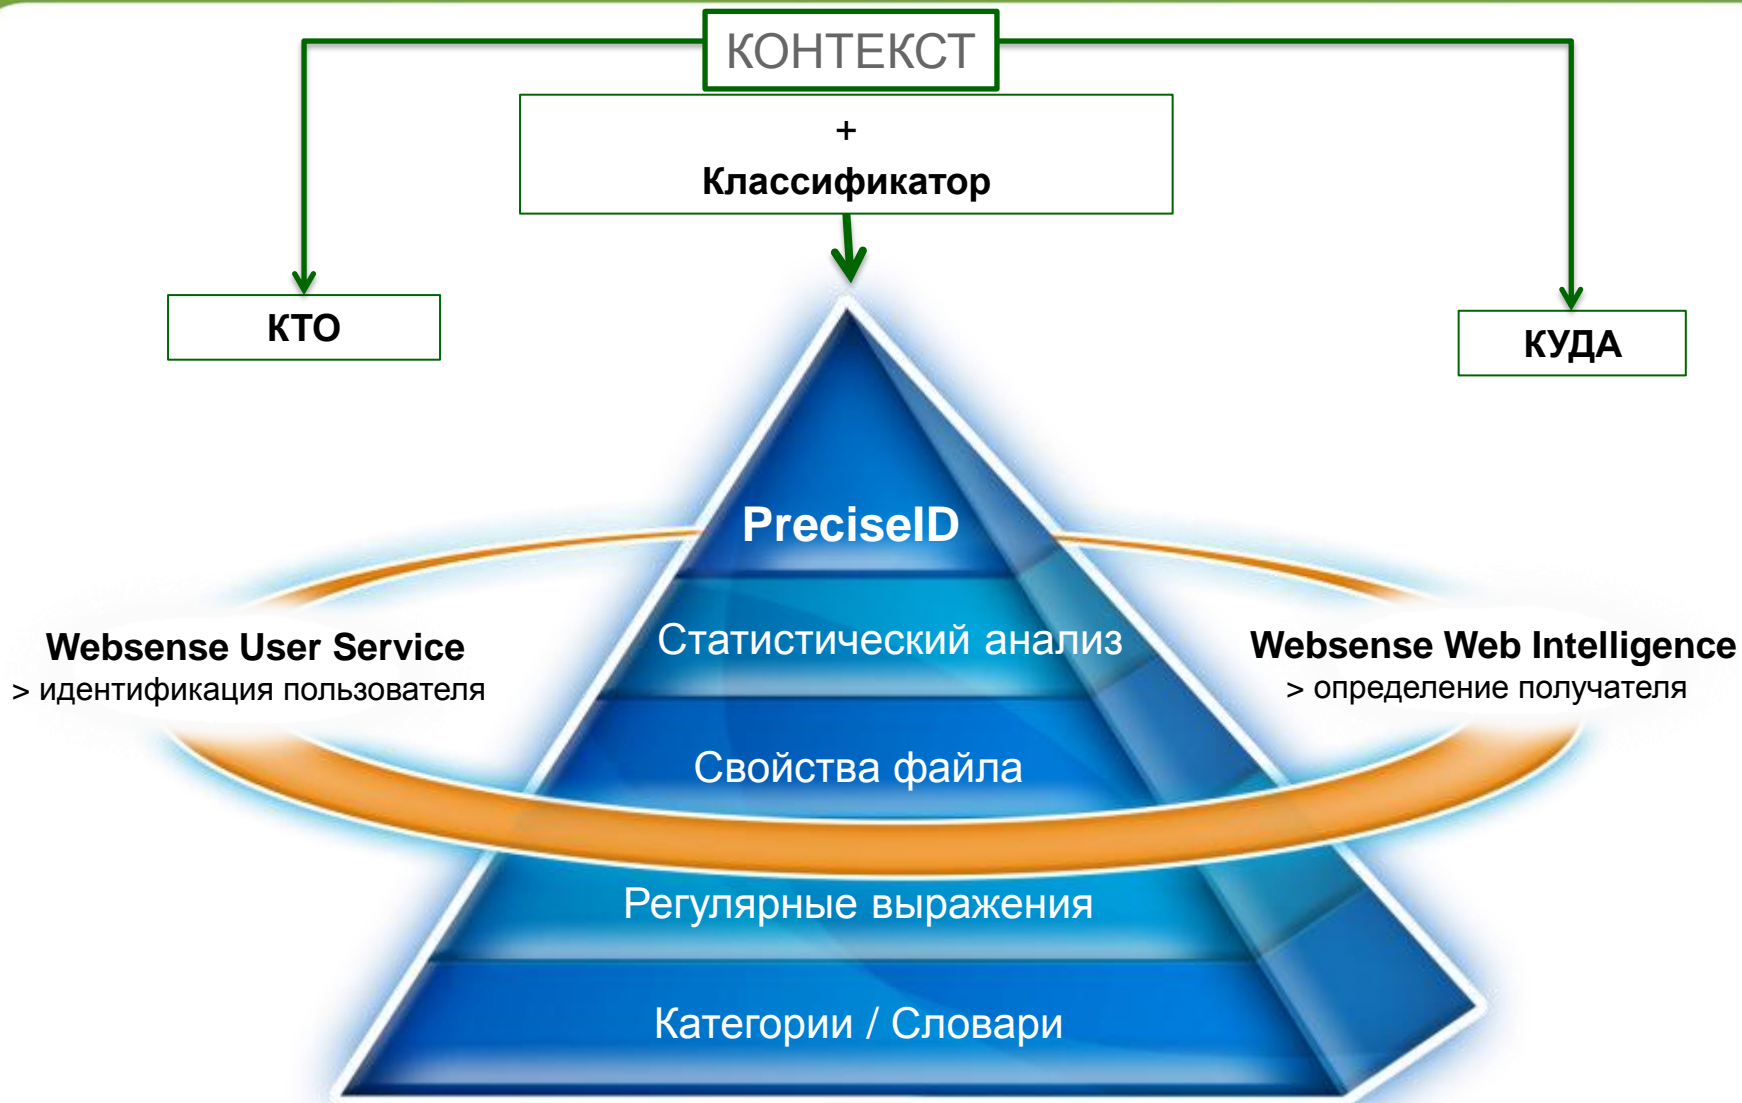 КОНТЕКСТ
+
Классификатор
КТО
КУДА
PreciseID
Статистический анализ
Websense User Service
> идентификация пользователя
Websense Web Intelligence
> определение получателя
Свойства файла
Регулярные выражения
Категории / Словари